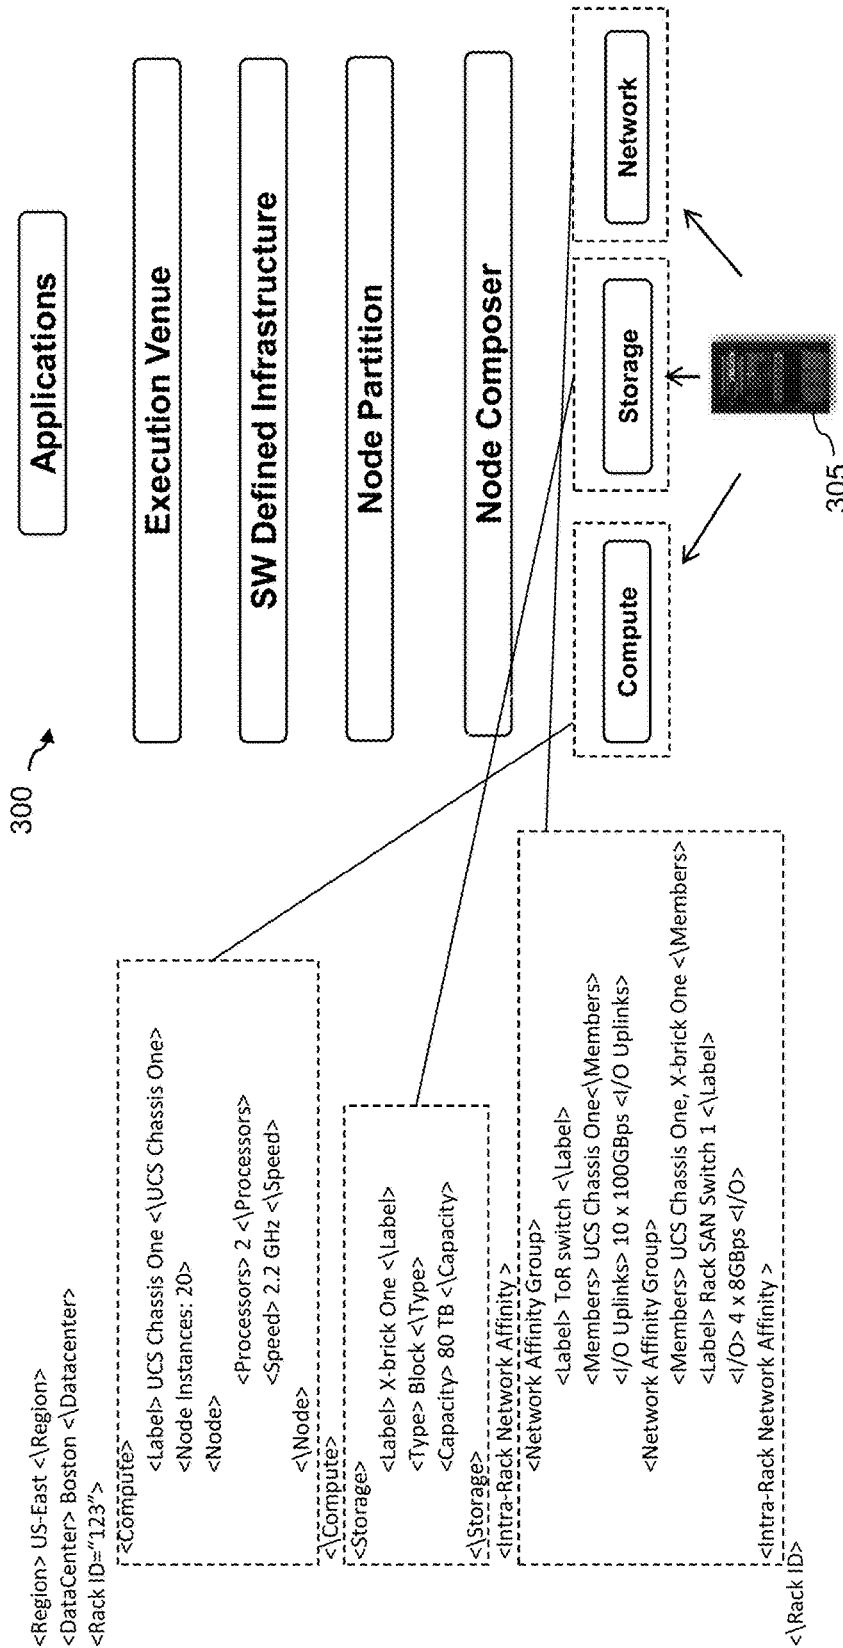 <Region> US-East <\Region>
<DataCenter> Boston <\Datacenter>
<Rack ID="123">
<Compute>
<Label> UCS Chassis One <\UCS Chassis One>
<Node Instances: 20>
<Node>
<Processors> 2 <\Processors>
<Speed> 2.2 GHz <\Speed>
<\Node>
<\Compute>
<Storage>
<Label> X-brick One <\Label>
<Type> Block <\Type>
<Capacity> 80 TB <\Capacity>
<\Storage>
<Intra-Rack Network Affinity >
<Network Affinity Group>
<Label> ToR switch <\Label>
<Members> UCS Chassis One<\Members>
<I/O Uplinks> 10 x 100GBps <I/O Uplinks>
<Network Affinity Group>
<Members> UCS Chassis One, X-brick One <\Members>
<Label> Rack SAN Switch 1 <\Label>
<I/O> 4 x 8GBps <I/O>
<Intra-Rack Network Affinity >
<\Rack ID>
300
Applications
Execution Venue
SW Defined Infrastructure
Node Partition
Node Composer
Compute
Storage
Network
305